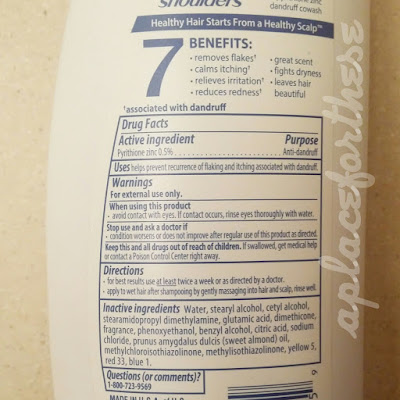 shoulders
dandruff cowash.
Healthy Hair Starts From a Healthy Scalp™
7 BENEFITS:
• removes flakes†
• calms itching†
• relieves irritation†
• reduces redness†
• great scent
• fights dryness
• leaves hair
beautiful
†associated with dandruff
Drug Facts
Active ingredient Purpose
Pyrithione zinc 0.5% Anti-dandruff
Uses helps prevent recurrence of flaking and itching associated with dandruff.
Warnings
For external use only.
When using this product
• avoid contact with eyes. If contact occurs, rinse eyes thoroughly with water.
Stop use and ask a doctor if
• condition worsens or does not improve after regular use of this product as directed.
Keep this and all drugs out of reach of children. If swallowed, get medical help
or contact a Poison Control Center right away.
Directions
• for best results use at least twice a week or as directed by a doctor.
• apply to wet hair after shampooing by gently massaging into hair and scalp, rinse well.
Inactive ingredients Water, stearyl alcohol, cetyl alcohol,
stearamidopropyl dimethylamine, glutamic acid, dimethicone,
fragrance, phenoxyethanol, benzyl alcohol, citric acid, sodium
chloride, prunus amygdalus dulcis (sweet almond) oil,
methylchloroisothiazolinone, methylisothiazolinone, yellow 5,
red 33, blue 1.
Questions (or comments)?
1-800-723-9569
MADE IN U.S.A.
aplaceforthese